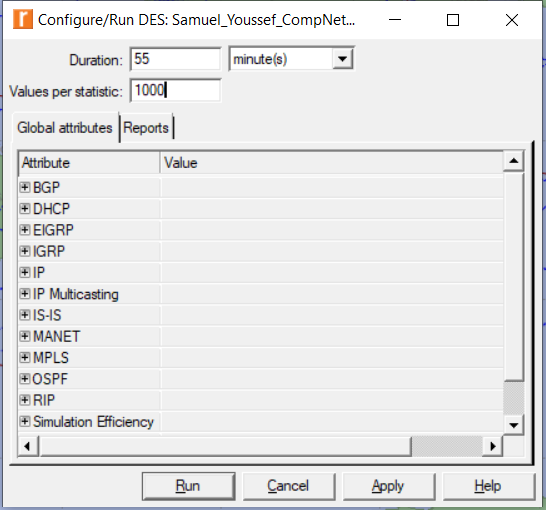 Configure/Run DES: Samuel_Youssef_CompNet...
Duration: 55 minute(s)
Values per statistic: 1000
Global attributes Reports
Attribute Value
BGP
DHCP
EIGRP
IGRP
IP
IP Multicasting
IS-IS
MANET
MPLS
OSPF
RIP
Simulation Efficiency
Run Cancel Apply Help